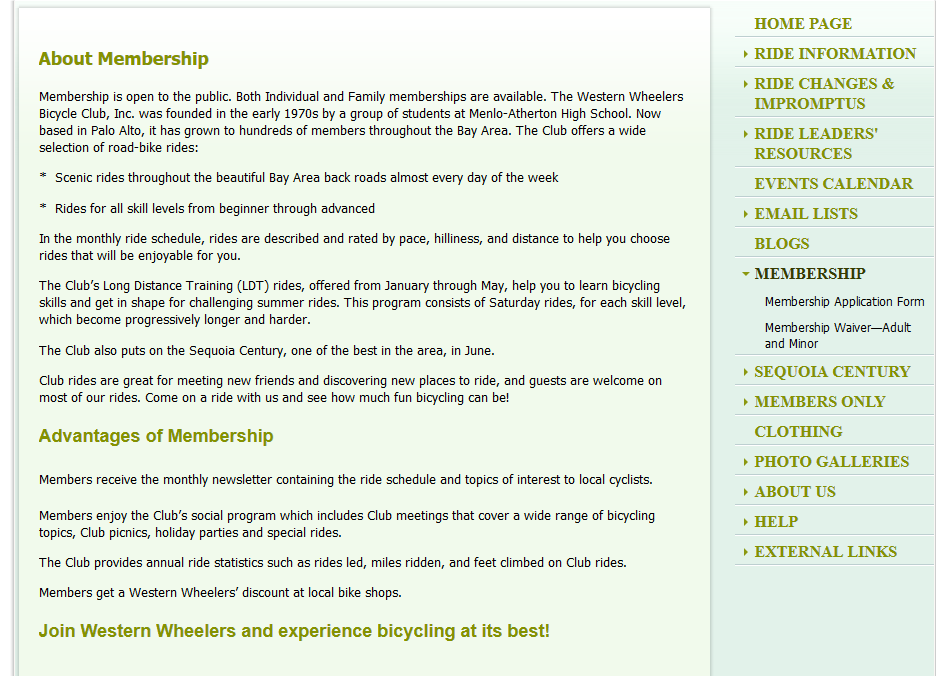 About Membership
Membership is open to the public. Both Individual and Family memberships are available. The Western Wheelers
Bicycle Club, Inc. was founded in the early 1970s by a group of students at Menlo-Atherton High School. Now
based in Palo Alto, it has grown to hundreds of members throughout the Bay Area. The Club offers a wide
selection of road-bike rides:
* Scenic rides throughout the beautiful Bay Area back roads almost every day of the week
* Rides for all skill levels from beginner through advanced
In the monthly ride schedule, rides are described and rated by pace, hilliness, and distance to help you choose
rides that will be enjoyable for you.
The Club's Long Distance Training (LDT) rides, offered from January through May, help you to learn bicycling
skills and get in shape for challenging summer rides. This program consists of Saturday rides, for each skill level,
which become progressively longer and harder.
The Club also puts on the Sequoia Century, one of the best in the area, in June.
Club rides are great for meeting new friends and discovering new places to ride, and guests are welcome on
most of our rides. Come on a ride with us and see how much fun bicycling can be!
Advantages of Membership
Members receive the monthly newsletter containing the ride schedule and topics of interest to local cyclists.
Members enjoy the Club's social program which includes Club meetings that cover a wide range of bicycling
topics, Club picnics, holiday parties and special rides.
The Club provides annual ride statistics such as rides led, miles ridden, and feet climbed on Club rides.
Members get a Western Wheelers' discount at local bike shops.
Join Western Wheelers and experience bicycling at its best!
HOME PAGE
RIDE INFORMATION
RIDE CHANGES &
IMPROMPTUS
RIDE LEADERS'
RESOURCES
EVENTS CALENDAR
EMAIL LISTS
BLOGS
MEMBERSHIP
Membership Application Form
Membership Waiver—Adult
and Minor
SEQUOIA CENTURY
MEMBERS ONLY
CLOTHING
PHOTO GALLERIES
ABOUT US
HELP
EXTERNAL LINKS